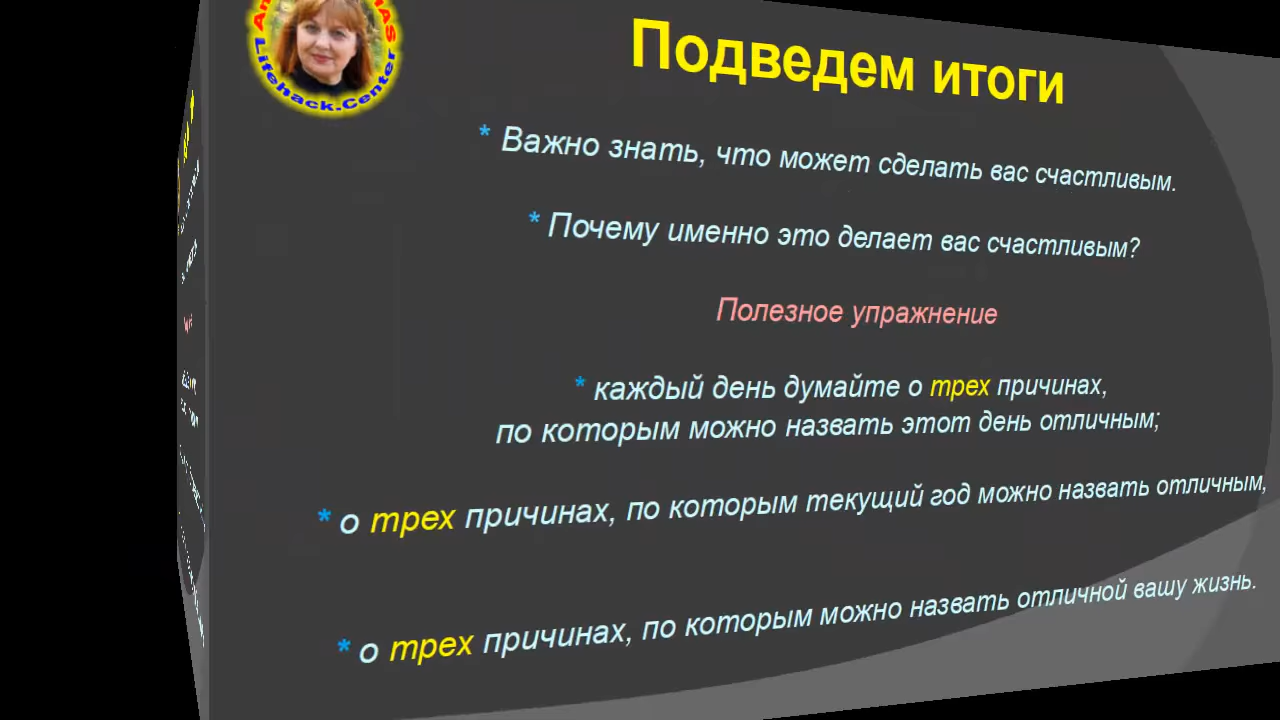 Lifehack.Center
Подведем итоги
* Важно знать, что может сделать вас счастливым.
* Почему именно это делает вас счастливым?
Полезное упражнение
* каждый день думайте о трех причинах,
по которым можно назвать этот день отличным;
* о трех причинах, по которым текущий год можно назвать отличным,
* о трех причинах, по которым можно назвать отличной вашу жизнь.